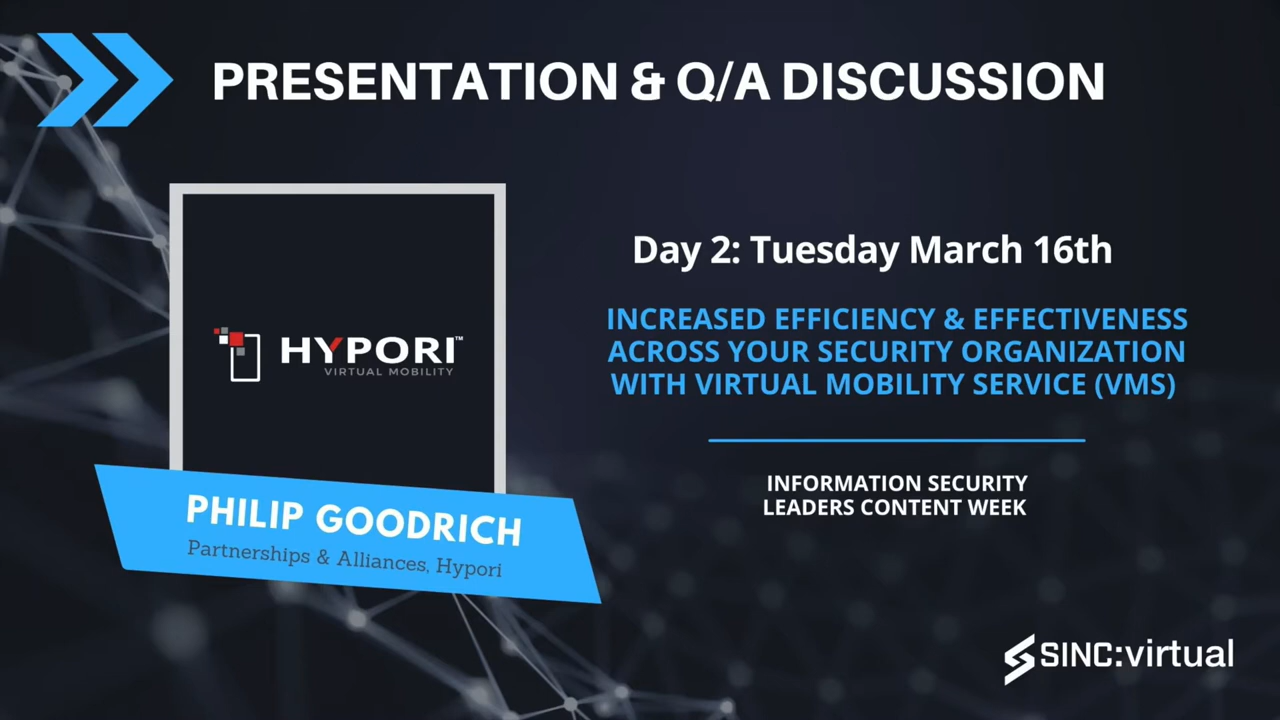 PRESENTATION & Q/A DISCUSSION
HYPORI™
VIRTUAL MOBILITY
PHILIP GOODRICH
Partnerships & Alliances, Hypori
Day 2: Tuesday March 16th
INCREASED EFFICIENCY & EFFECTIVENESS
ACROSS YOUR SECURITY ORGANIZATION
WITH VIRTUAL MOBILITY SERVICE (VMS)
INFORMATION SECURITY
LEADERS CONTENT WEEK
SINC:virtual